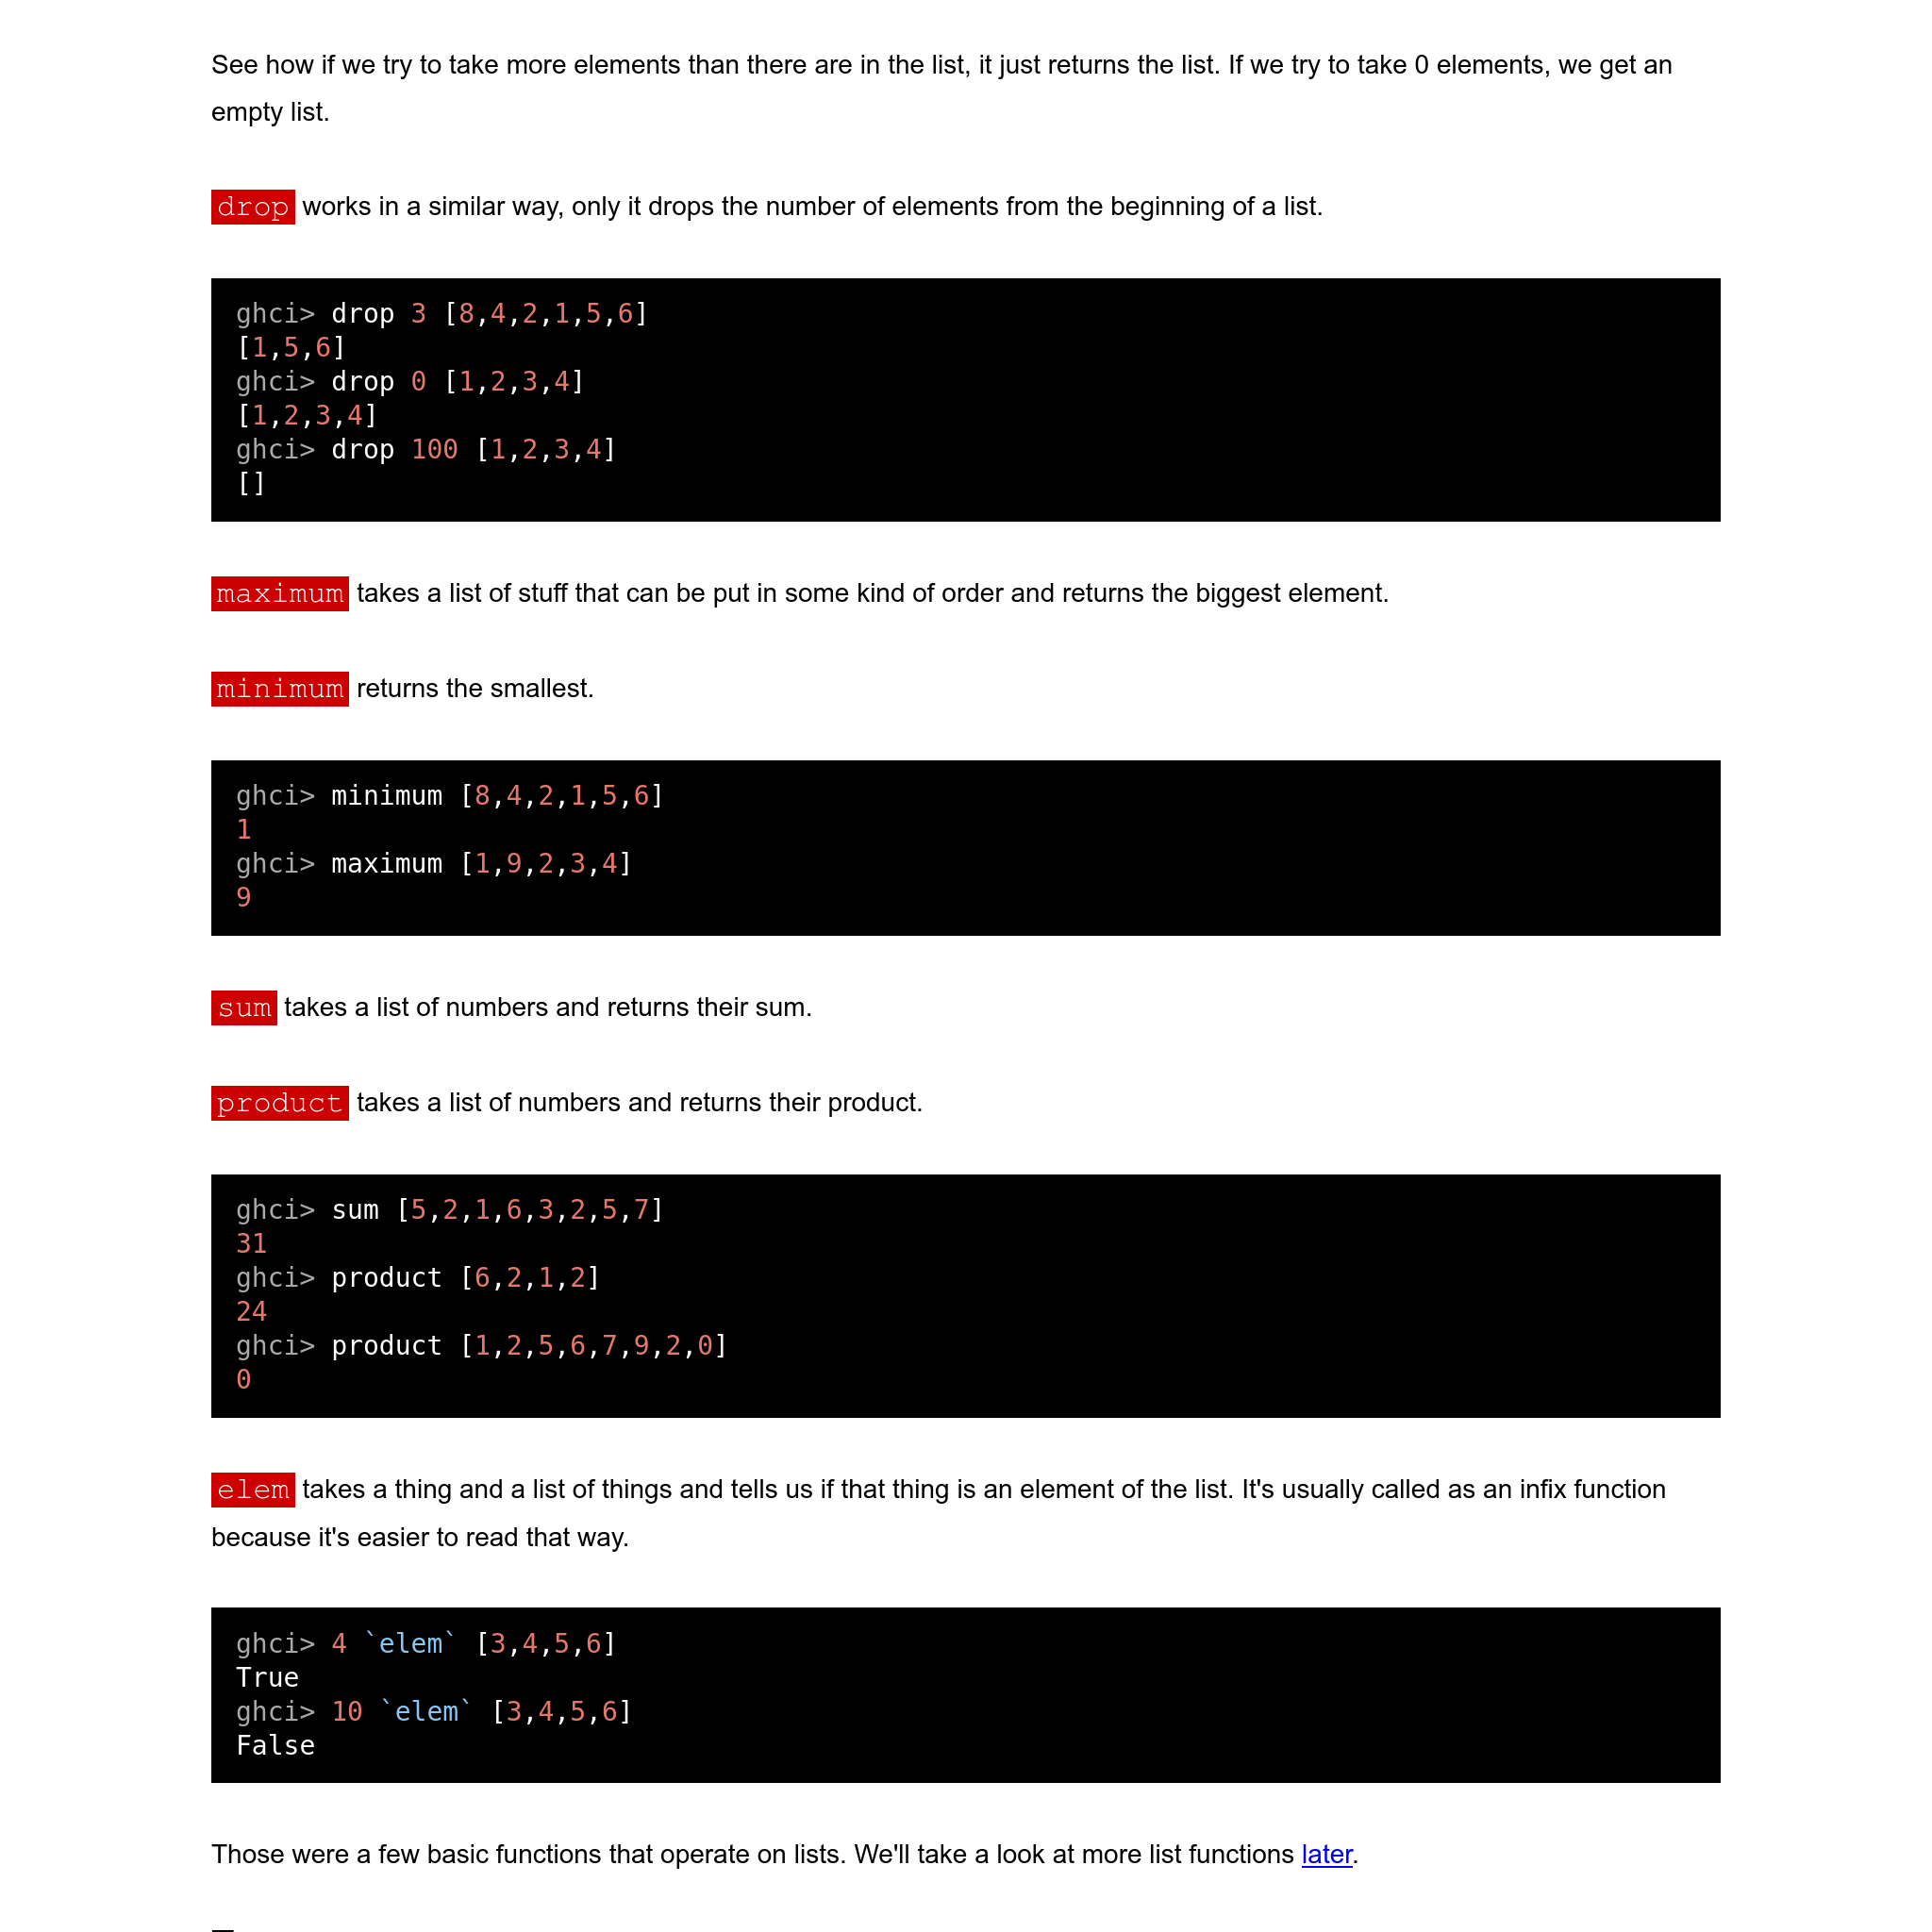 See how if we try to take more elements than there are in the list, it just returns the list. If we try to take 0 elements, we get an
empty list.
drop works in a similar way, only it drops the number of elements from the beginning of a list.
ghci> drop 3 [8,4,2,1,5,6]
[1,5,6]
ghci> drop 0 [1,2,3,4]
[1,2,3,4]
ghci> drop 100 [1,2,3,4]
[]
maximum takes a list of stuff that can be put in some kind of order and returns the biggest element.
minimum returns the smallest.
ghci> minimum [8,4,2,1,5,6]
1
ghci> maximum [1,9,2,3,4]
9
sum takes a list of numbers and returns their sum.
product takes a list of numbers and returns their product.
ghci> sum [5,2,1,6,3,2,5,7]
31
ghci> product [6,2,1,2]
24
ghci> product [1,2,5,6,7,9,2,0]
0
elem takes a thing and a list of things and tells us if that thing is an element of the list. It's usually called as an infix function
because it's easier to read that way.
ghci> 4 `elem` [3,4,5,6]
True
ghci> 10 `elem` [3,4,5,6]
False
Those were a few basic functions that operate on lists. We'll take a look at more list functions later.